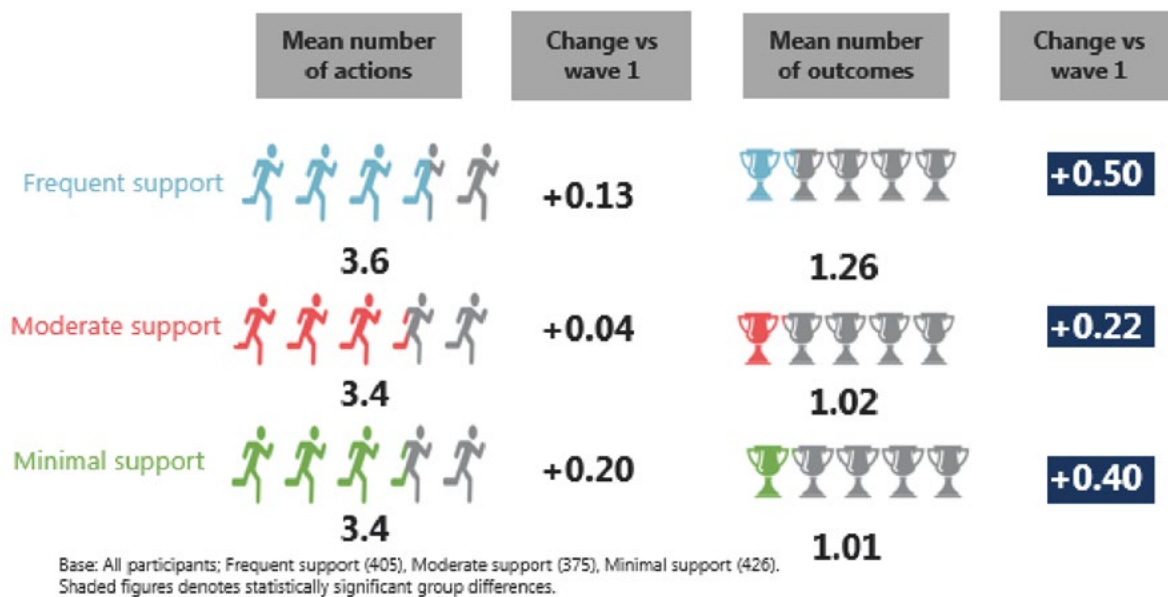 Mean number
of actions
Change vs
wave 1
Mean number
of outcomes
Change vs
wave 1
Frequent support
3.6
+0.13
1.26
+0.50
Moderate support
3.4
+0.04
1.02
+0.22
Minimal support
3.4
+0.20
1.01
+0.40
Base: All participants; Frequent support (405), Moderate support (375), Minimal support (426).
Shaded figures denotes statistically significant group differences.